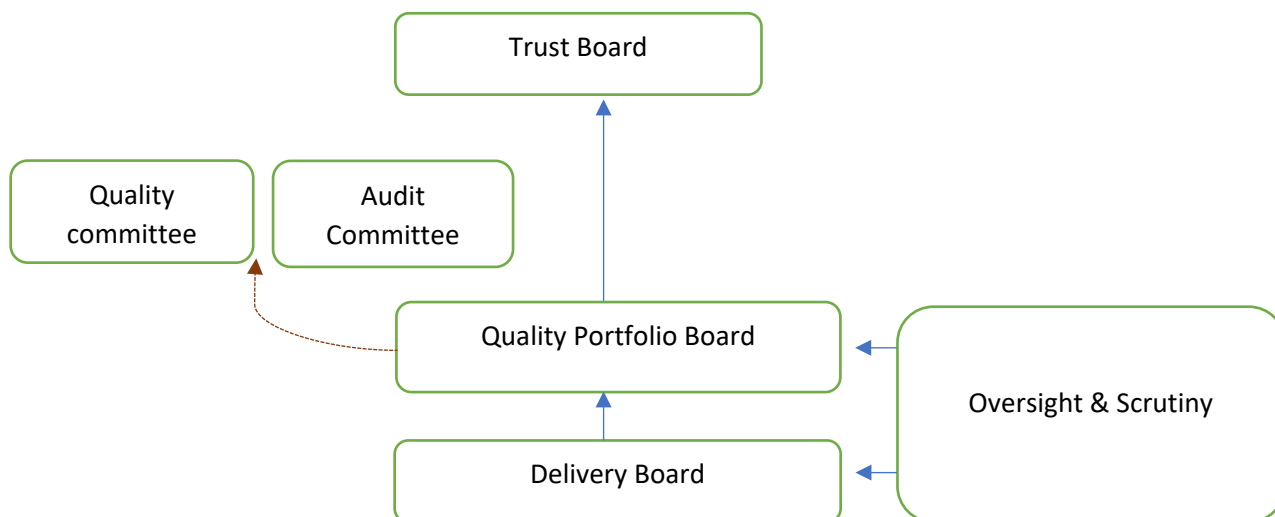 Trust Board
Quality
committee
Audit
Committee
Quality Portfolio Board
Oversight & Scrutiny
Delivery Board